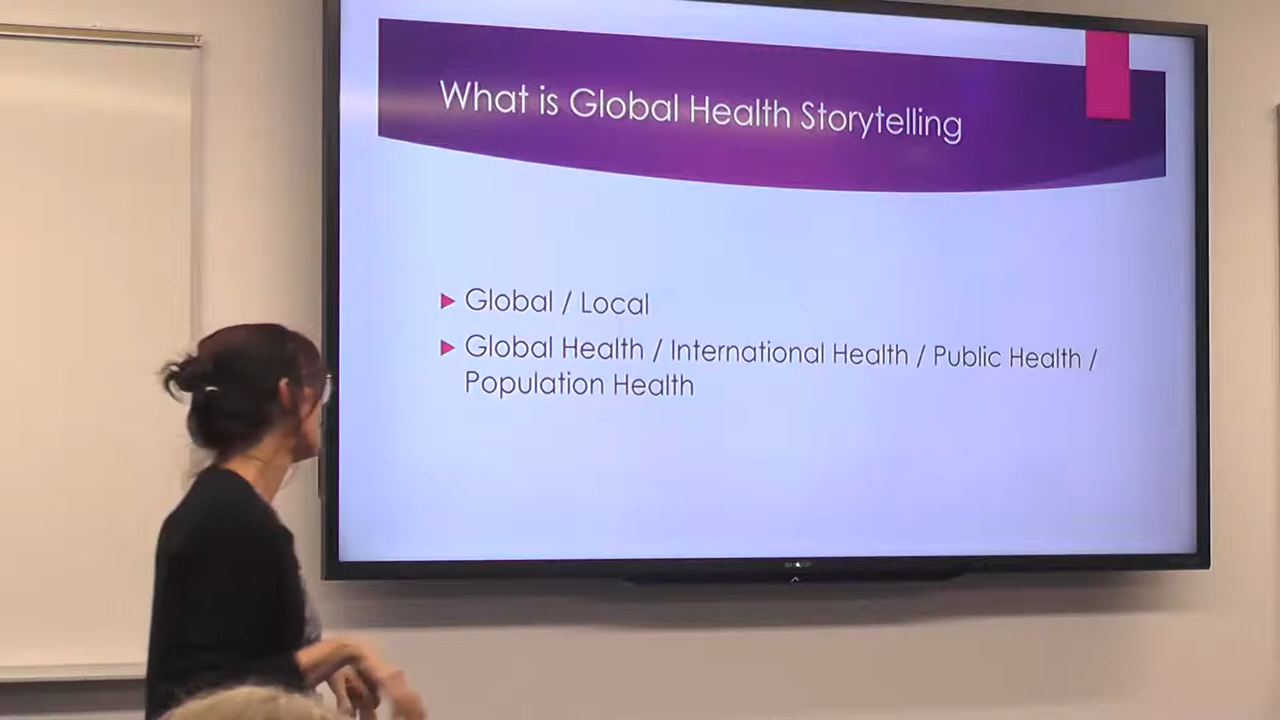 What is Global Health Storytelling
Global / Local
Global Health / International Health / Public Health /
Population Health